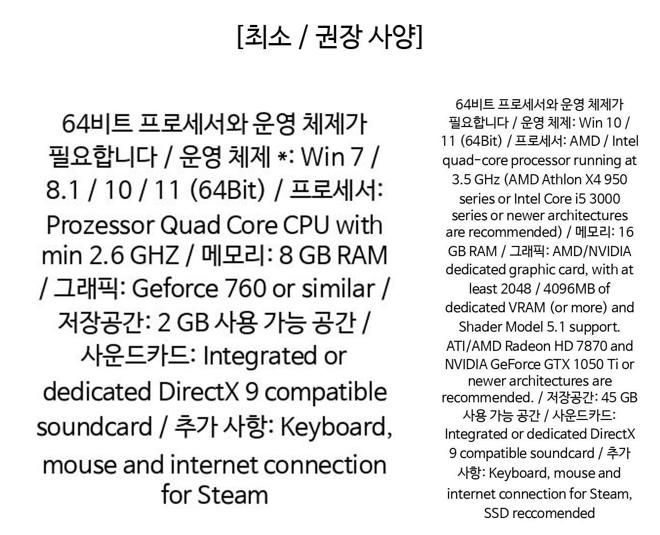 [최소 / 권장 사양]
64비트 프로세서와 운영 체제가
필요합니다 / 운영 체제 *: Win 7 /
8.1 / 10 / 11 (64Bit) / 프로세서:
Prozessor Quad Core CPU with
min 2.6 GHZ / 메모리: 8 GB RAM
/ 그래픽: Geforce 760 or similar /
저장공간: 2 GB 사용 가능 공간 /
사운드카드: Integrated or
dedicated DirectX 9 compatible
soundcard / 추가 사항: Keyboard,
mouse and internet connection
for Steam
64비트 프로세서와 운영 체제가
필요합니다 / 운영 체제: Win 10 /
11 (64Bit) / 프로세서: AMD / Intel
quad-core processor running at
3.5 GHz (AMD Athlon X4 950
series or Intel Core i5 3000
series or newer architectures
are recommended) / 메모리: 16
GB RAM / 그래픽: AMD/NVIDIA
dedicated graphic card, with at
least 2048 / 4096MB of
dedicated VRAM (or more) and
Shader Model 5.1 support.
ATI/AMD Radeon HD 7870 and
NVIDIA GeForce GTX 1050 Ti or
newer architectures are
recommended. / 저장공간: 45 GB
사용 가능 공간 / 사운드카드:
Integrated or dedicated DirectX
9 compatible soundcard / 추가
사항: Keyboard, mouse and
internet connection for Steam,
SSD reccomended